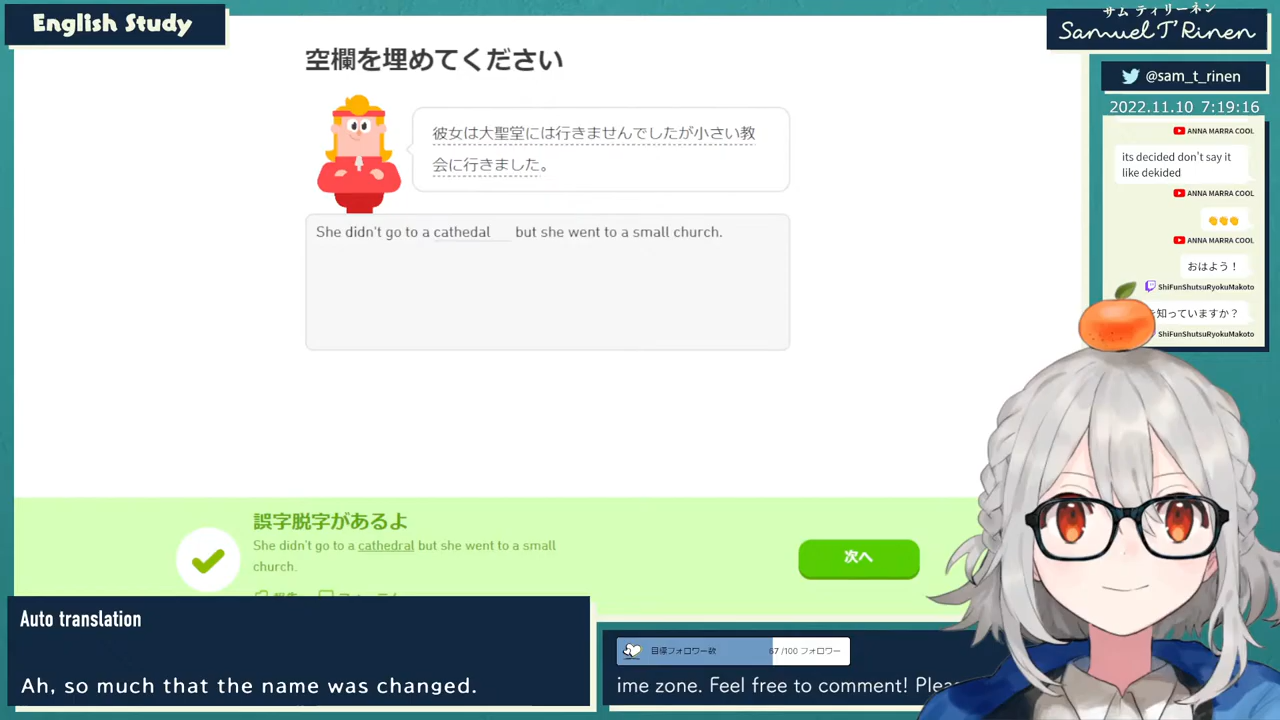 English Study
サム ティリーネン
Samuel T'Rinen
@sam_t_rinen
2022.11.10 7:19:16
空欄を埋めてください
彼女は大聖堂には行きませんでしたが小さい教
会に行きました。
She didn't go to a cathedal but she went to a small church.
ANNA MARRA COOL
its decided don't say it
like dekided
ANNA MARRA COOL
👏👏👏
ANNA MARRA COOL
おはよう！
ShiFunShutsuRyokuMakoto
を知っていますか？
ShiFunShutsuRyokuMakoto
誤字脱字があるよ
She didn't go to a cathedral but she went to a small
church.
次へ
Auto translation
Ah, so much that the name was changed.
目標フォロワー数
67 /100 フォロワー
ime zone. Feel free to comment! Plea